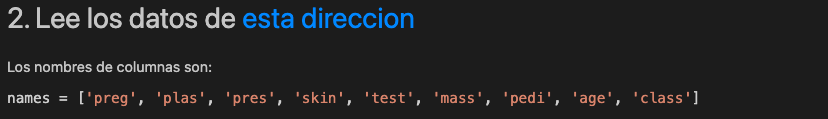 2. Lee los datos de esta direccion
Los nombres de columnas son:
names = ['preg', 'plas', 'pres', 'skin', 'test', 'mass', 'pedi', 'age', 'class']